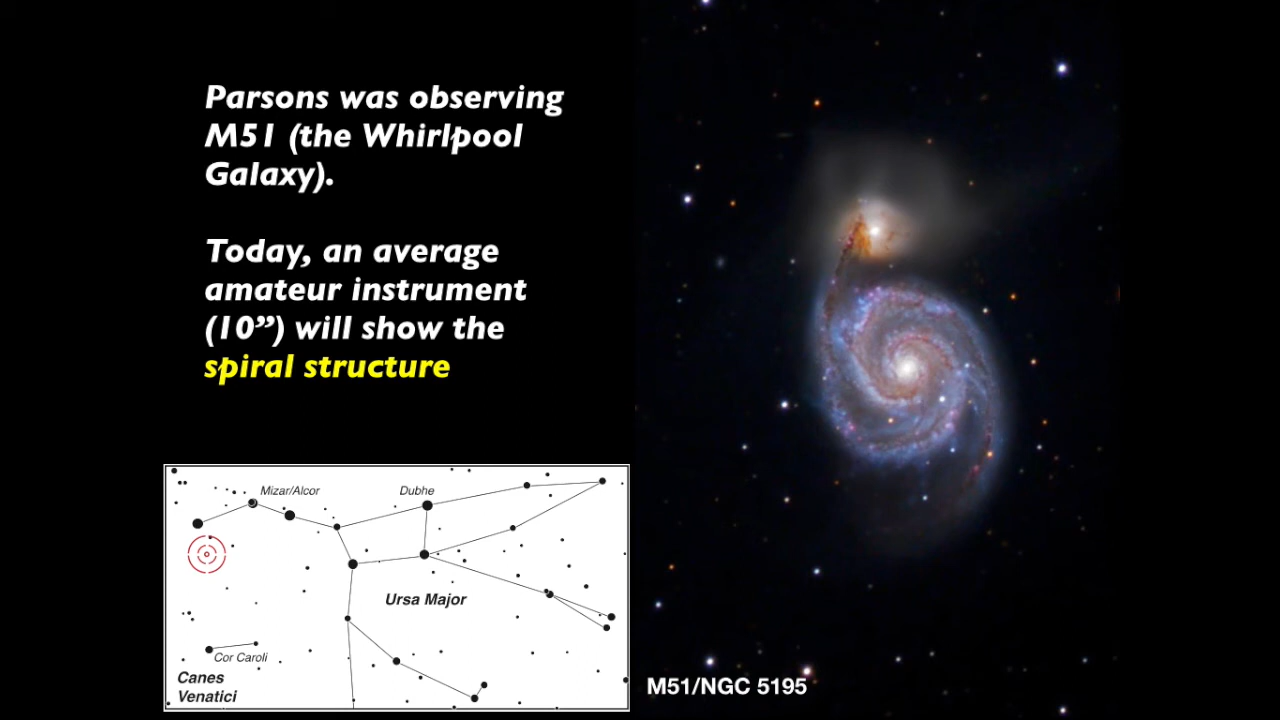 Parsons was observing
M51 (the Whirlpool
Galaxy).
Today, an average
amateur instrument
(10”) will show the
spiral structure
Mizar/Alcor
Dubhe
Ursa Major
Cor Caroli
Canes
Venatici
M51/NGC 5195